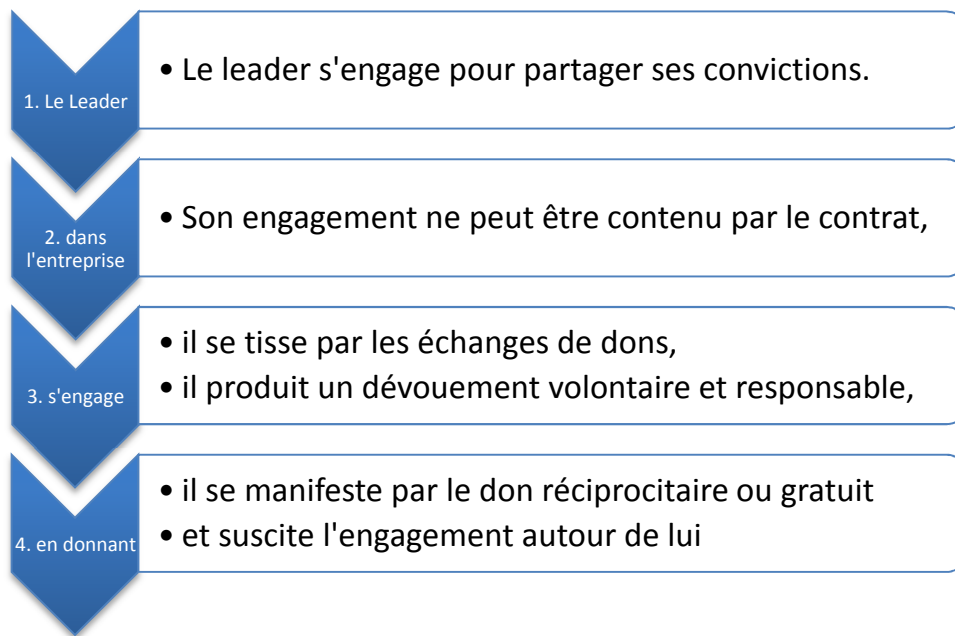 1. Le Leader
• Le leader s'engage pour partager ses convictions.
2. dans
l'entreprise
• Son engagement ne peut être contenu par le contrat,
3. s'engage
• il se tisse par les échanges de dons,
• il produit un dévouement volontaire et responsable,
4. en donnant
• il se manifeste par le don réciprocitaire ou gratuit
• et suscite l'engagement autour de lui